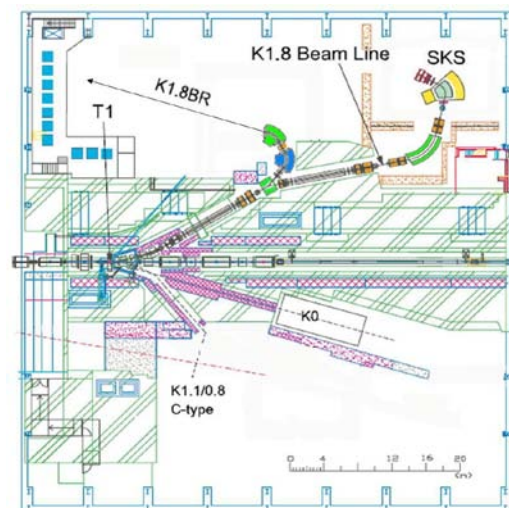 K1.8 Beam Line
SKS
K1.8BR
T1
K0
K1.1/0.8
C-type
0 4 8 12 16 20
(m)